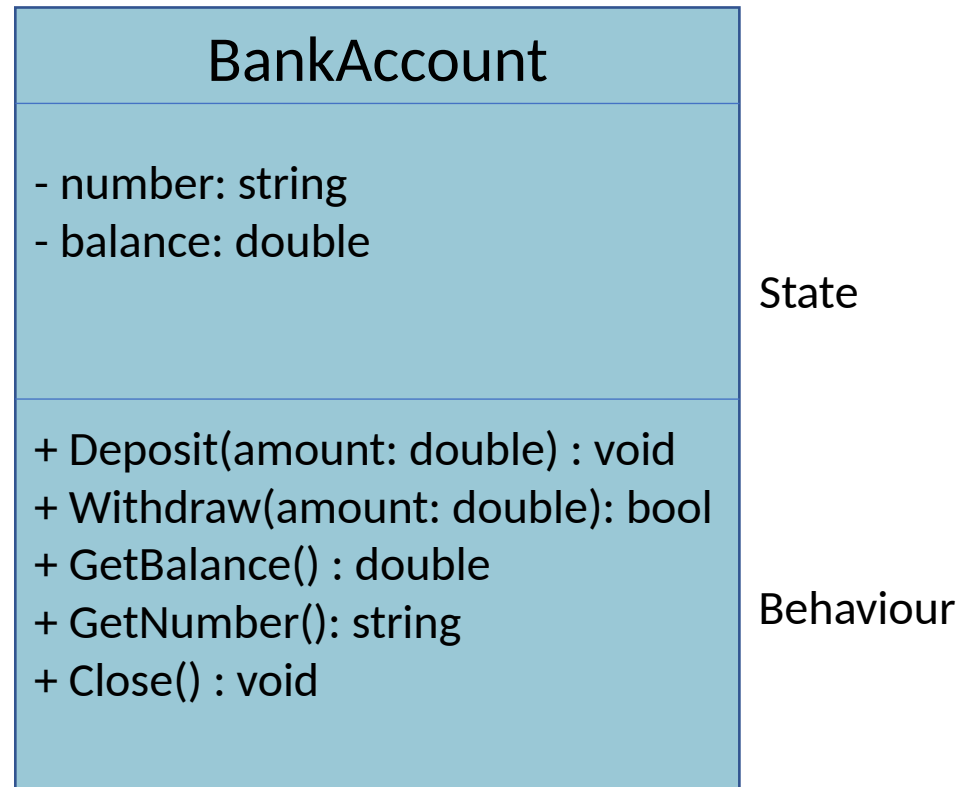 BankAccount
- number: string
- balance: double
State
+ Deposit(amount: double) : void
+ Withdraw(amount: double): bool
+ GetBalance() : double
+ GetNumber(): string
+ Close() : void
Behaviour